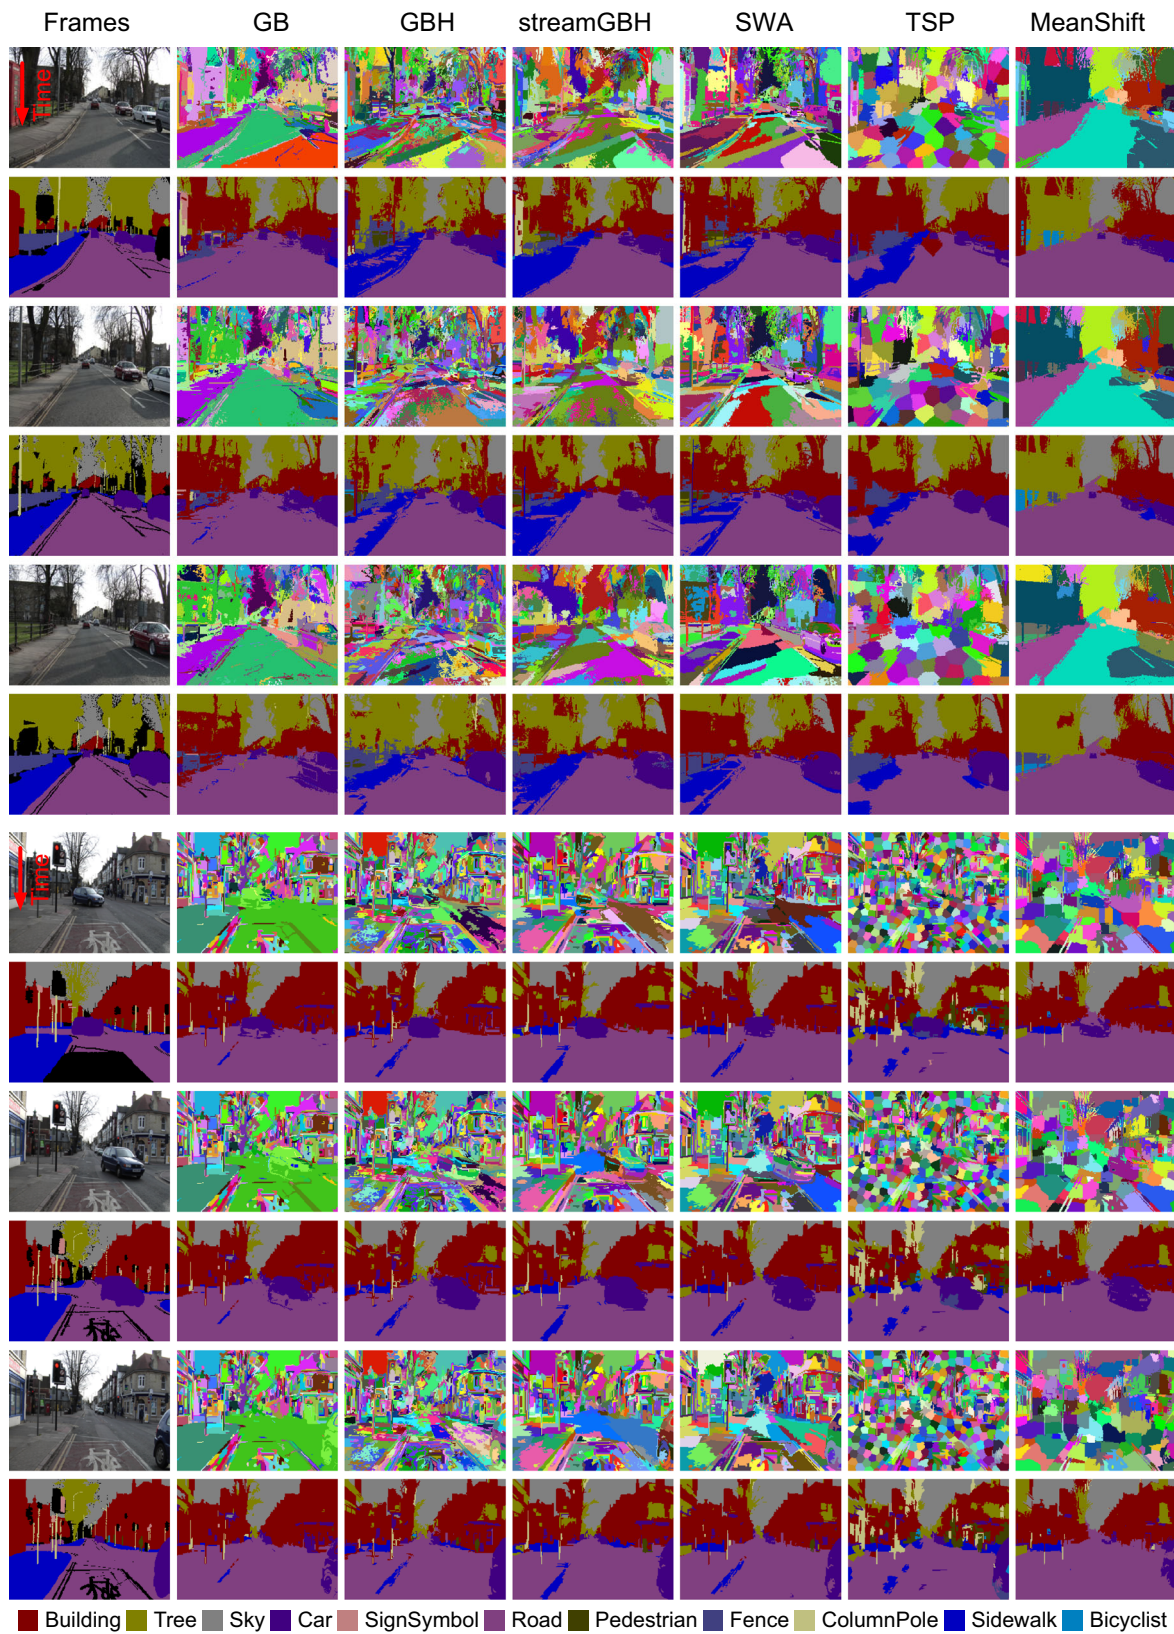 Frames GB GBH streamGBH SWA TSP MeanShift
Time
Time
Building Tree Sky Car SignSymbol Road Pedestrian Fence ColumnPole Sidewalk Bicyclist